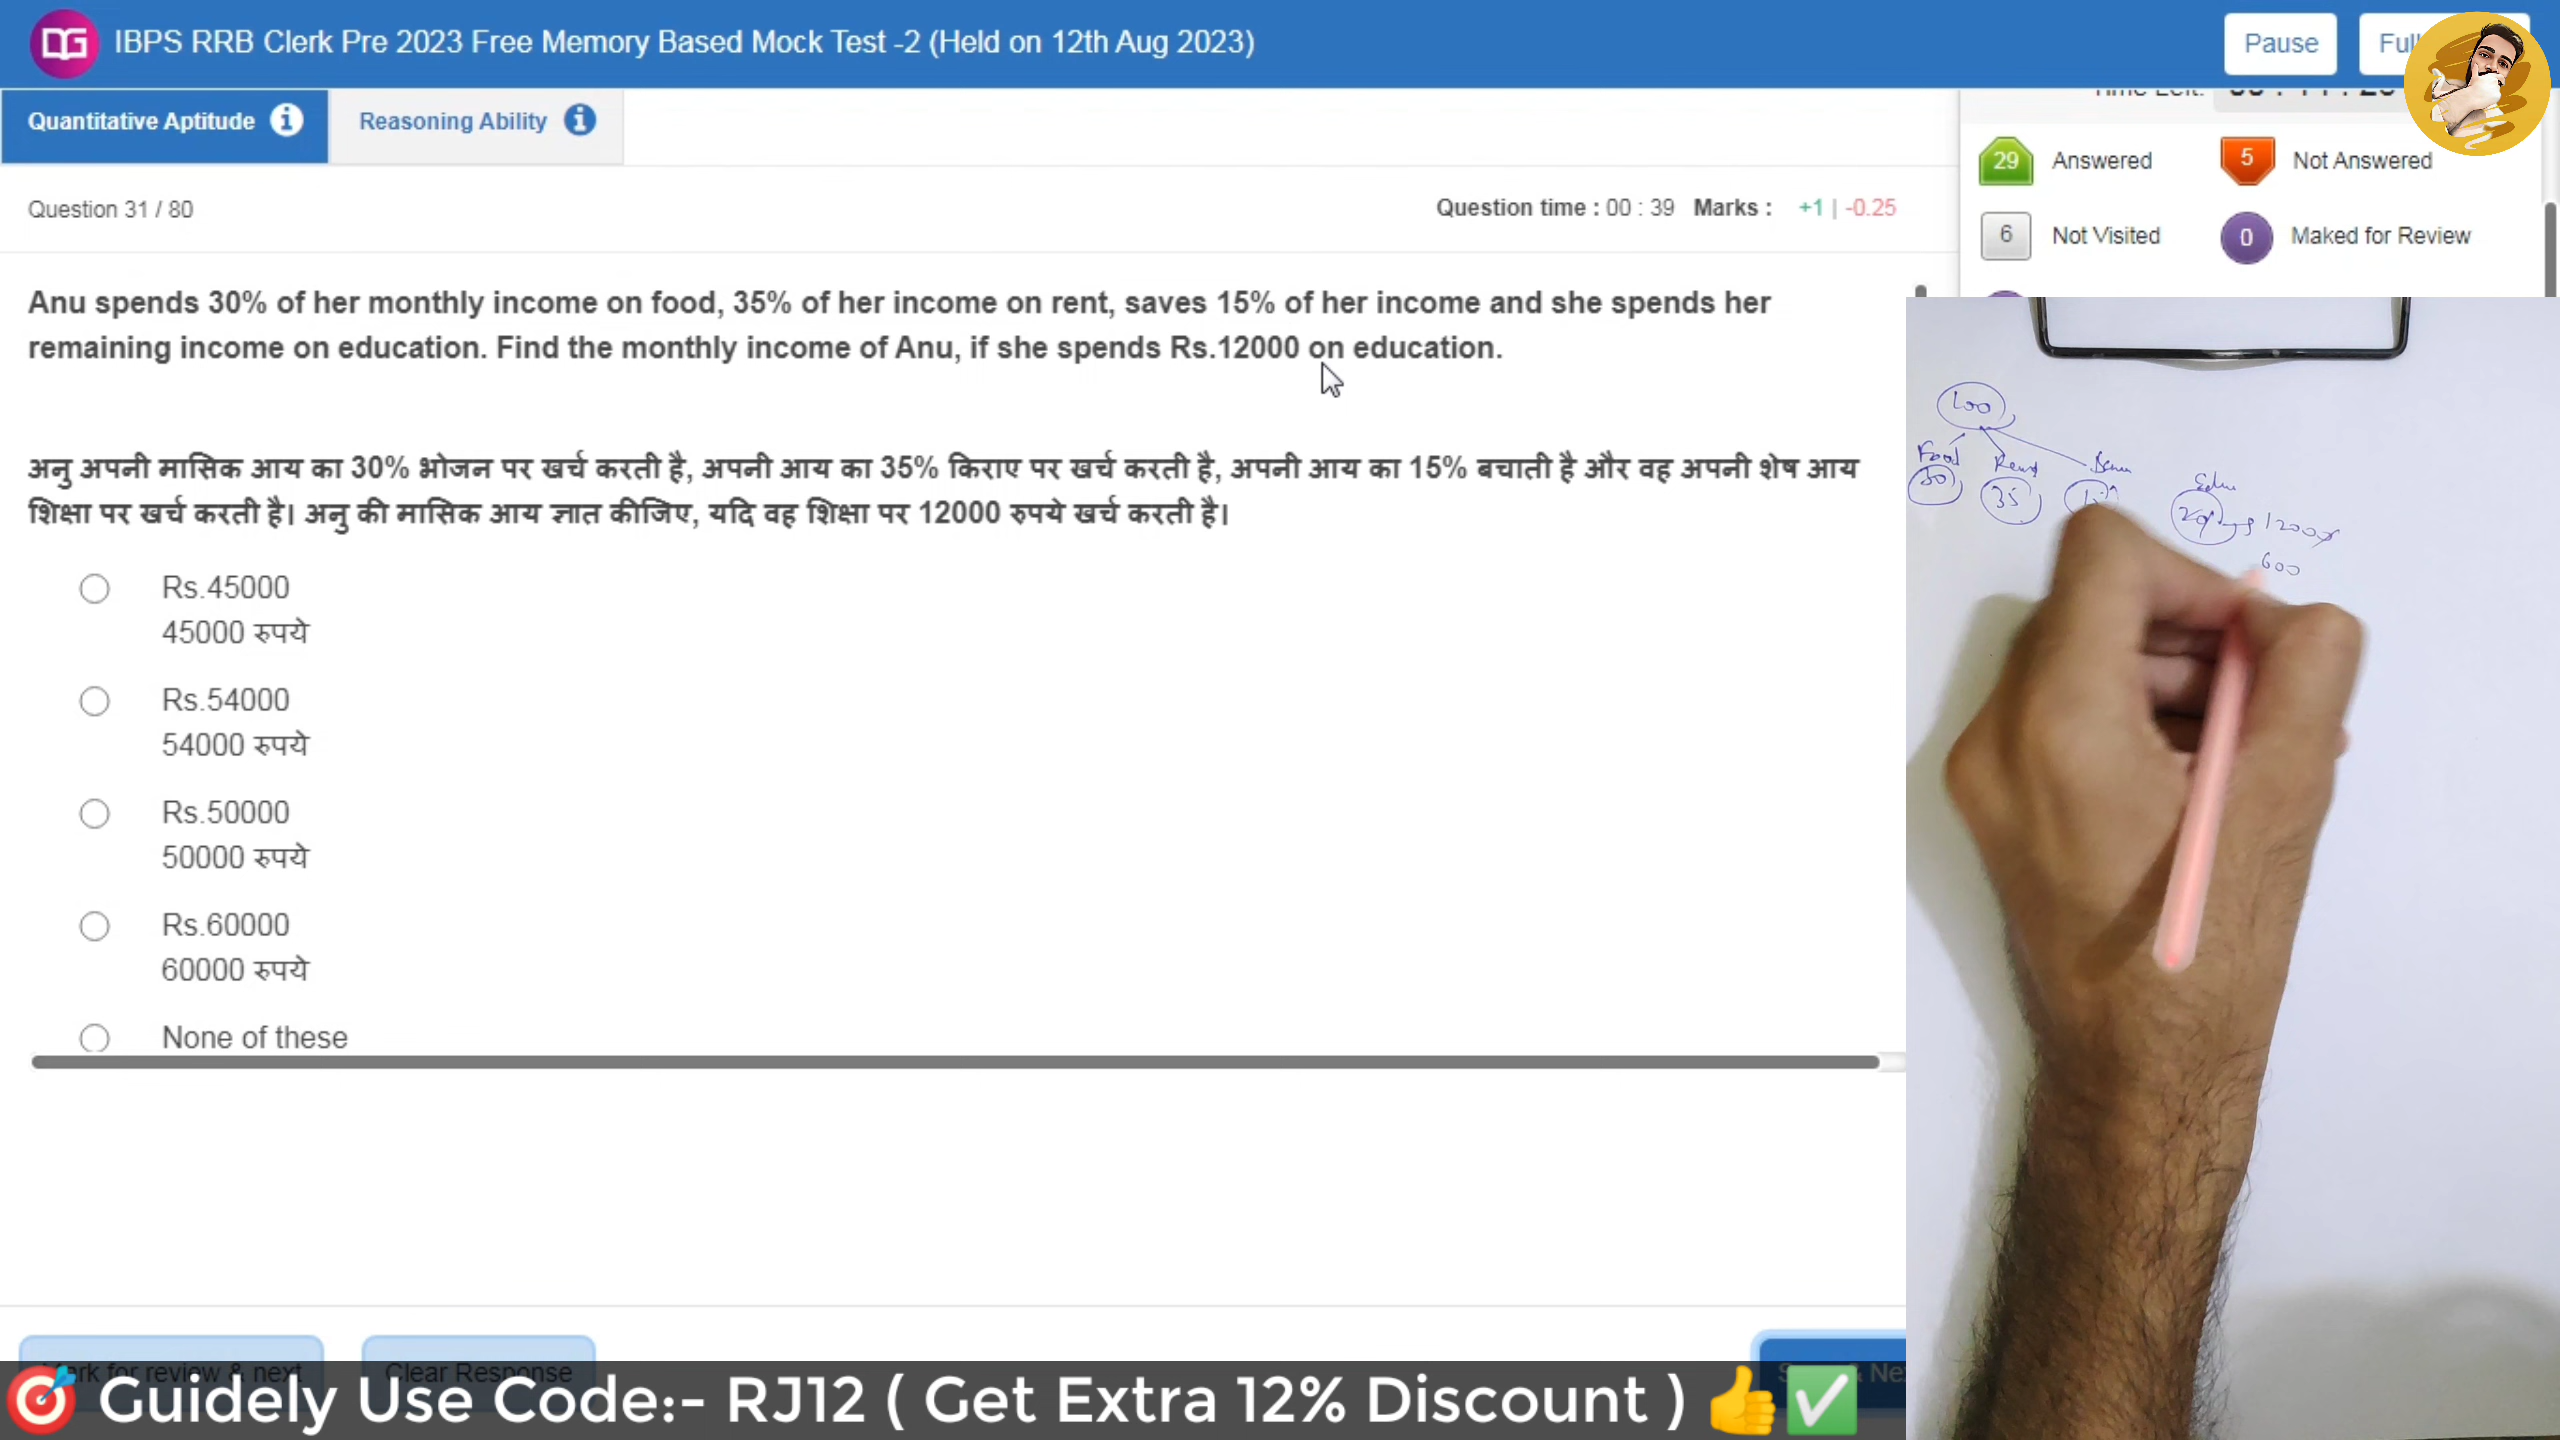 IBPS RRB Clerk Pre 2023 Free Memory Based Mock Test -2 (Held on 12th Aug 2023)
Pause
Quantitative Aptitude
Reasoning Ability
29 Answered
5 Not Answered
6 Not Visited
0 Maked for Review
Question 31 / 80
Question time : 00 : 39 Marks : +1 | -0.25
Anu spends 30% of her monthly income on food, 35% of her income on rent, saves 15% of her income and she spends her
remaining income on education. Find the monthly income of Anu, if she spends Rs.12000 on education.
अनु अपनी मासिक आय का 30% भोजन पर खर्च करती है, अपनी आय का 35% किराए पर खर्च करती है, अपनी आय का 15% बचाती है और वह अपनी शेष आय
शिक्षा पर खर्च करती है। अनु की मासिक आय ज्ञात कीजिए, यदि वह शिक्षा पर 12000 रुपये खर्च करती है।
Rs.45000
45000 रुपये
Rs.54000
54000 रुपये
Rs.50000
50000 रुपये
Rs.60000
60000 रुपये
None of these
100
Food
30
35
12000
600
Clear Response
Guidely Use Code:- RJ12 ( Get Extra 12% Discount )